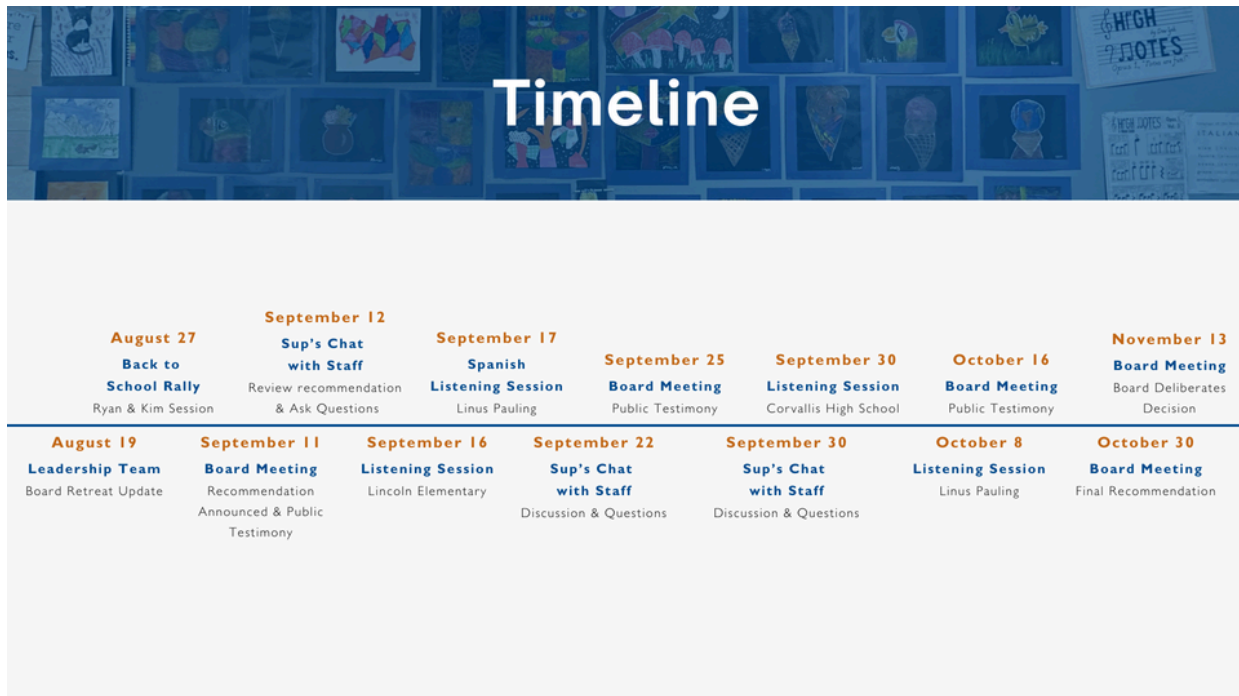 HIGH
NOTES
HIGH NOTES
ITALIAN
Timeline
August 27
Back to
School Rally
Ryan & Kim Session
September 12
Sup's Chat
with Staff
Review recommendation
& Ask Questions
September 17
Spanish
Listening Session
Linus Pauling
September 25
Board Meeting
Public Testimony
September 30
Listening Session
Corvallis High School
October 16
Board Meeting
Public Testimony
November 13
Board Meeting
Board Deliberates
Decision
August 19
Leadership Team
Board Retreat Update
September 11
Board Meeting
Recommendation
Announced & Public
Testimony
September 16
Listening Session
Lincoln Elementary
September 22
Sup's Chat
with Staff
Discussion & Questions
September 30
Sup's Chat
with Staff
Discussion & Questions
October 8
Listening Session
Linus Pauling
October 30
Board Meeting
Final Recommendation